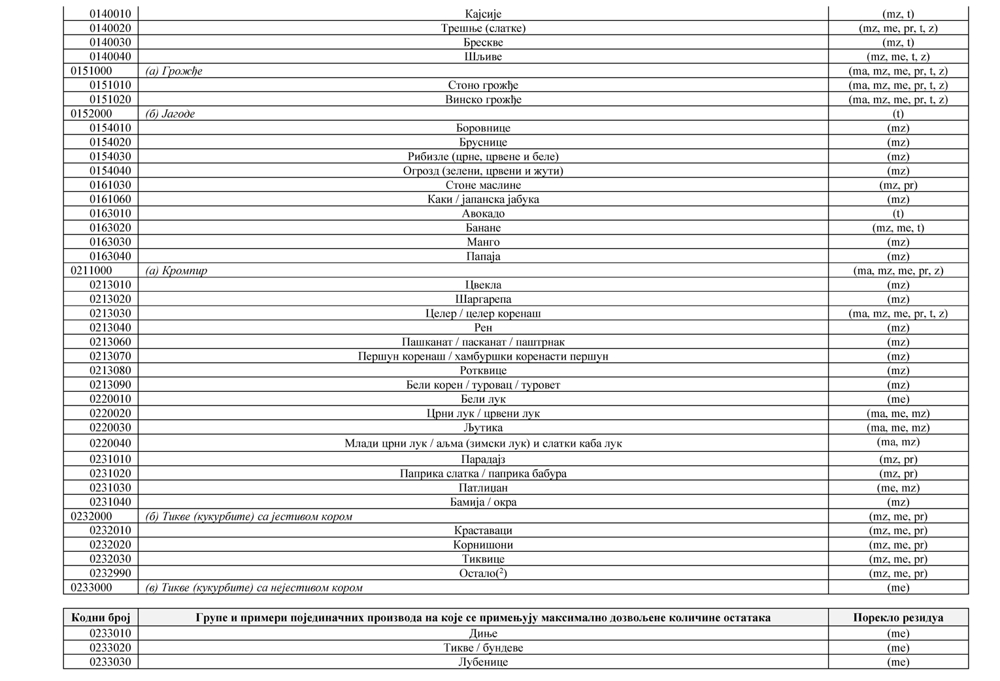 0140010 Кајсије (mz, t)
0140020 Трешње (слатке) (mz, me, pr, t, z)
0140030 Брескве (mz, t)
0140040 Шљиве (mz, me, t, z)
0151000 (а) Грожђе (ma, mz, me, pr, t, z)
0151010 Стоно грожђе (ma, mz, me, pr, t, z)
0151020 Винско грожђе (ma, mz, me, pr, t, z)
0152000 (б) Јагоде (t)
0154010 Боровнице (mz)
0154020 Бруснице (mz)
0154030 Рибизле (црне, црвене и беле) (mz)
0154040 Огрозд (зелени, црвени и жути) (mz)
0161030 Стоне маслине (mz, pr)
0161060 Каки / јапанска јабука (mz)
0163010 Авокадо (t)
0163020 Банане (mz, me, t)
0163030 Манго (mz)
0163040 Папаја (mz)
0211000 (а) Кромпир (ma, mz, me, pr, z)
0213010 Цвекла (mz)
0213020 Шаргарепа (mz)
0213030 Целер / целер коренаш (ma, mz, me, pr, t, z)
0213040 Рен (mz)
0213060 Пашканат / пасканат / паштрнак (mz)
0213070 Першун коренаш / хамбуршки коренасти першун (mz)
0213080 Ротквице (mz)
0213090 Бели корен / туровац / туровет (mz)
0220010 Бели лук (me)
0220020 Црни лук / црвени лук (ma, me, mz)
0220030 Љутика (ma, me, mz)
0220040 Млади црни лук / аљма (зимски лук) и слатки каба лук (ma, mz)
0231010 Парадајз (mz, pr)
0231020 Паприка слатка / паприка бабура (mz, pr)
0231030 Патлиџан (me, mz)
0231040 Бамија / окра (mz)
0232000 (б) Тикве (кукурбите) са јестивом кором (mz, me, pr)
0232010 Краставаци (mz, me, pr)
0232020 Корнишони (mz, me, pr)
0232030 Тиквице (mz, me, pr)
0232990 Остало(²) (mz, me, pr)
0233000 (в) Тикве (кукурбите) са нејестивом кором (me)
Кодни број Групе и примери појединачних производа на које се примењују максимално дозвољене количине остатака Порекло резидуа
0233010 Диње (me)
0233020 Тикве / бундеве (me)
0233030 Лубенице (me)